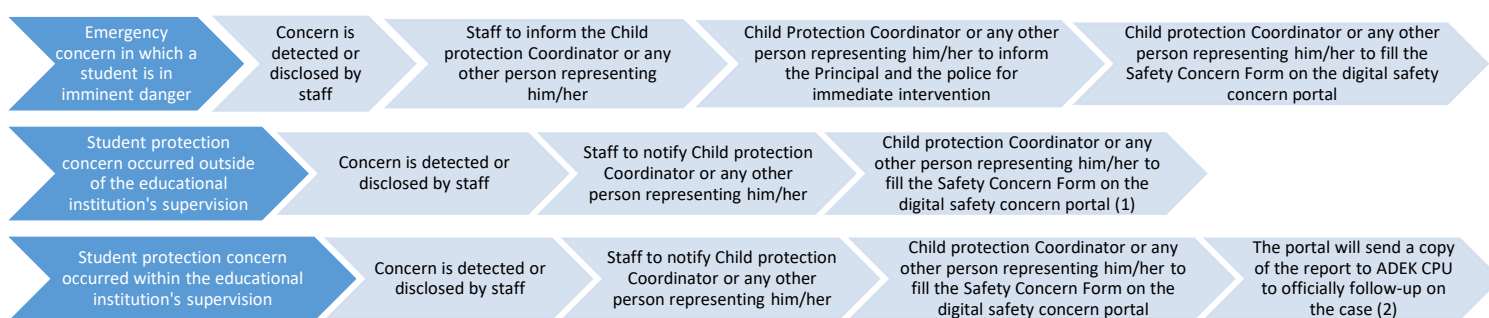 Emergency
concern in which a
student is in
imminent danger
Concern is
detected or
disclosed by
staff
Staff to inform the Child
protection Coordinator or any
other person representing
him/her
Child Protection Coordinator or any other
person representing him/her to inform
the Principal and the police for
immediate intervention
Child protection Coordinator or any other
person representing him/her to fill the
Safety Concern Form on the digital safety
concern portal
Student protection
concern occurred outside
of the educational
institution's supervision
Concern is detected or
disclosed by staff
Staff to notify Child protection
Coordinator or any other
person representing him/her
Child protection Coordinator or any
other person representing him/her to
fill the Safety Concern Form on the
digital safety concern portal (1)
Student protection concern
occurred within the educational
institution's supervision
Concern is detected or
disclosed by staff
Staff to notify Child protection
Coordinator or any other
person representing him/her
Child protection Coordinator or any
other person representing him/her to
fill the Safety Concern Form on the
digital safety concern portal
The portal will send a copy
of the report to ADEK CPU
to officially follow-up on
the case (2)